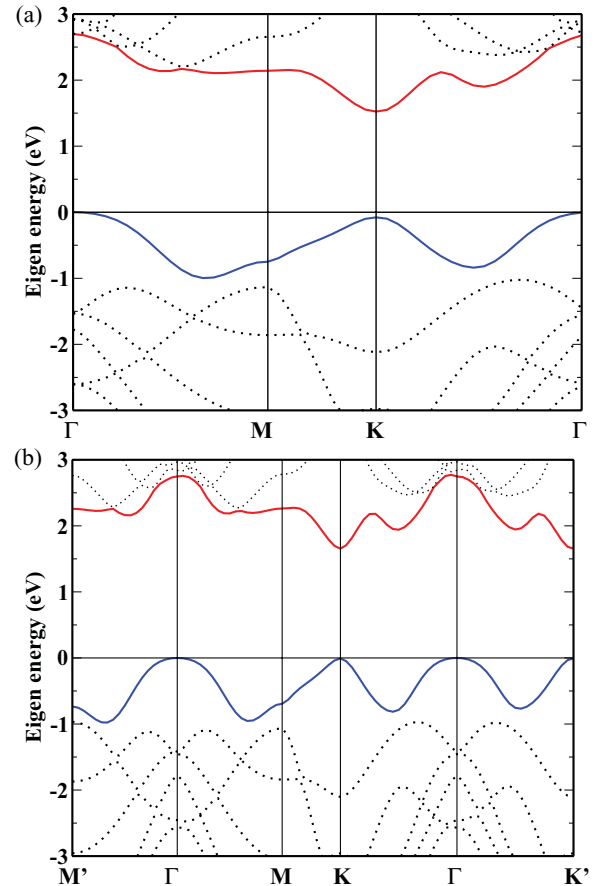 (a)
3
2
1
0
-1
-2
-3
Eigen energy (eV)
Γ M K Γ
(b)
3
2
1
0
-1
-2
-3
Eigen energy (eV)
M' Γ M K Γ K'